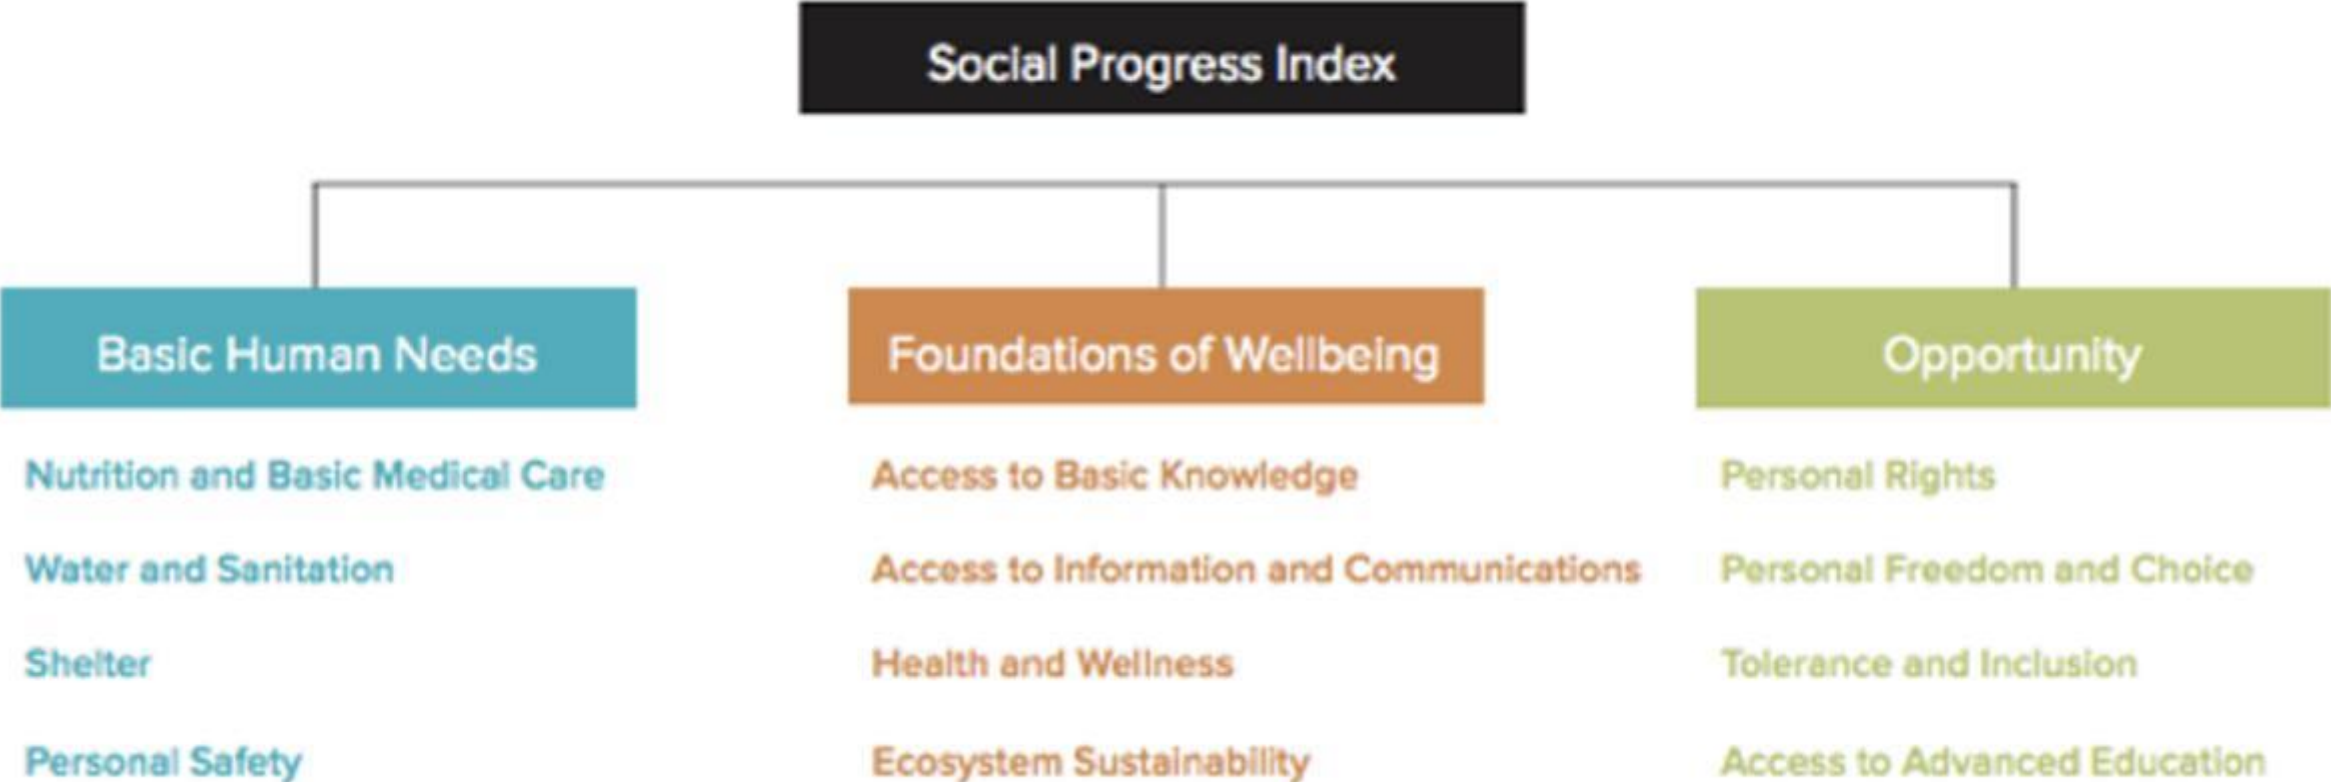 Social Progress Index
Basic Human Needs
Foundations of Wellbeing
Opportunity
Nutrition and Basic Medical Care
Access to Basic Knowledge
Personal Rights
Water and Sanitation
Access to Information and Communications
Personal Freedom and Choice
Shelter
Health and Wellness
Tolerance and Inclusion
Personal Safety
Ecosystem Sustainability
Access to Advanced Education